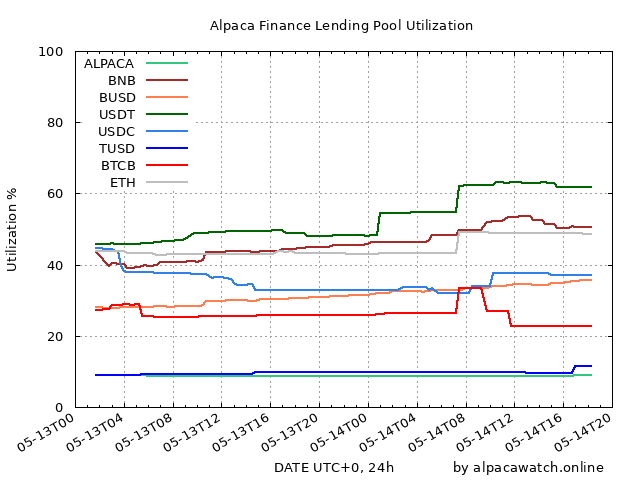 Alpaca Finance Lending Pool Utilization
100
80
60
40
20
0
Utilization %
ALPACA
BNB
BUSD
USDT
USDC
TUSD
BTCB
ETH
05-13T00
05-13T04
05-13T08
05-13T12
05-13T16
05-13T20
05-14T00
05-14T04
05-14T08
05-14T12
05-14T16
05-14T20
DATE UTC+0, 24h
by alpacawatch.online